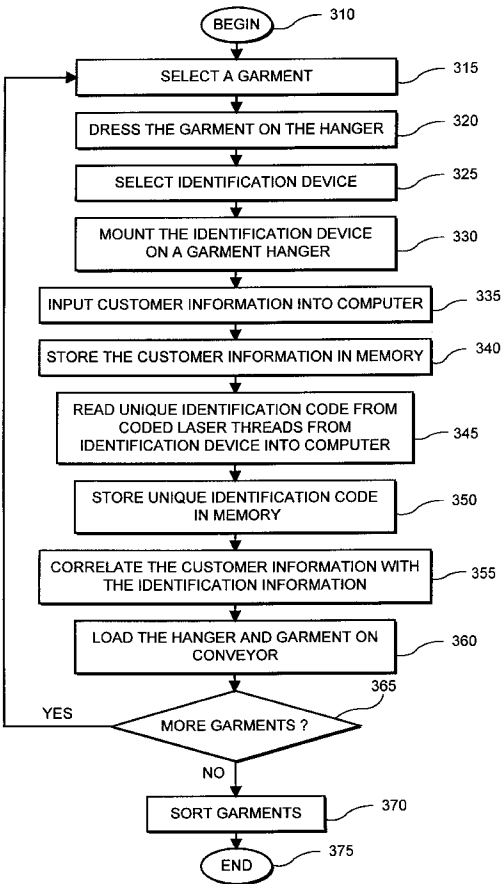 BEGIN
310
SELECT A GARMENT
315
DRESS THE GARMENT ON THE HANGER
320
SELECT IDENTIFICATION DEVICE
325
MOUNT THE IDENTIFICATION DEVICE
ON A GARMENT HANGER
330
INPUT CUSTOMER INFORMATION INTO COMPUTER
335
STORE THE CUSTOMER INFORMATION IN MEMORY
340
READ UNIQUE IDENTIFICATION CODE FROM
CODED LASER THREADS FROM
IDENTIFICATION DEVICE INTO COMPUTER
345
STORE UNIQUE IDENTIFICATION CODE
IN MEMORY
350
CORRELATE THE CUSTOMER INFORMATION WITH
THE IDENTIFICATION INFORMATION
355
LOAD THE HANGER AND GARMENT ON
CONVEYOR
360
365
YES
MORE GARMENTS ?
NO
SORT GARMENTS
370
END
375